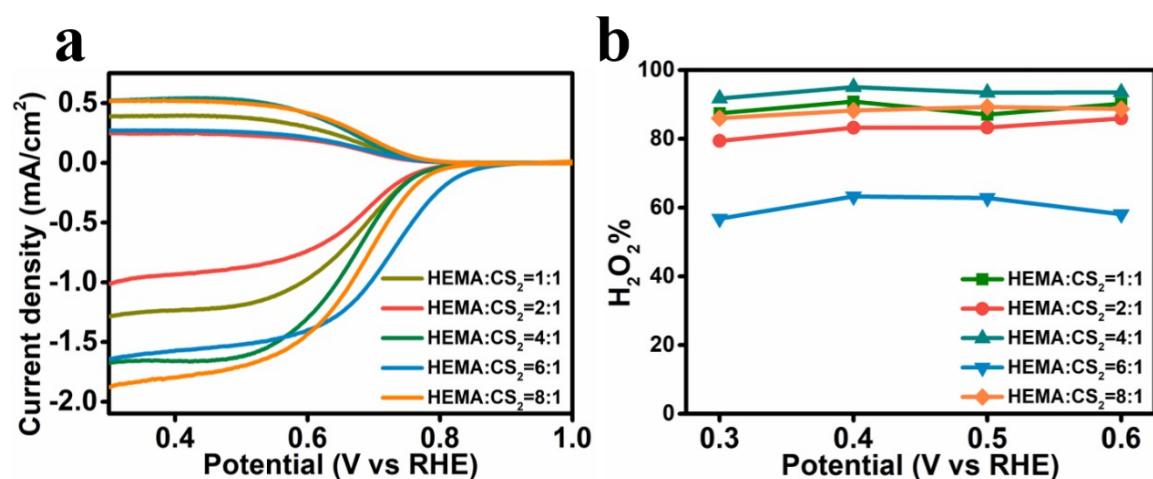 a
Current density (mA/cm²)
0.5
0.0
-0.5
-1.0
-1.5
-2.0
HEMA:CS₂=1:1
HEMA:CS₂=2:1
HEMA:CS₂=4:1
HEMA:CS₂=6:1
HEMA:CS₂=8:1
0.4 0.6 0.8 1.0
Potential (V vs RHE)
b
H₂O₂%
100
80
60
40
20
0
HEMA:CS₂=1:1
HEMA:CS₂=2:1
HEMA:CS₂=4:1
HEMA:CS₂=6:1
HEMA:CS₂=8:1
0.3 0.4 0.5 0.6
Potential (V vs RHE)